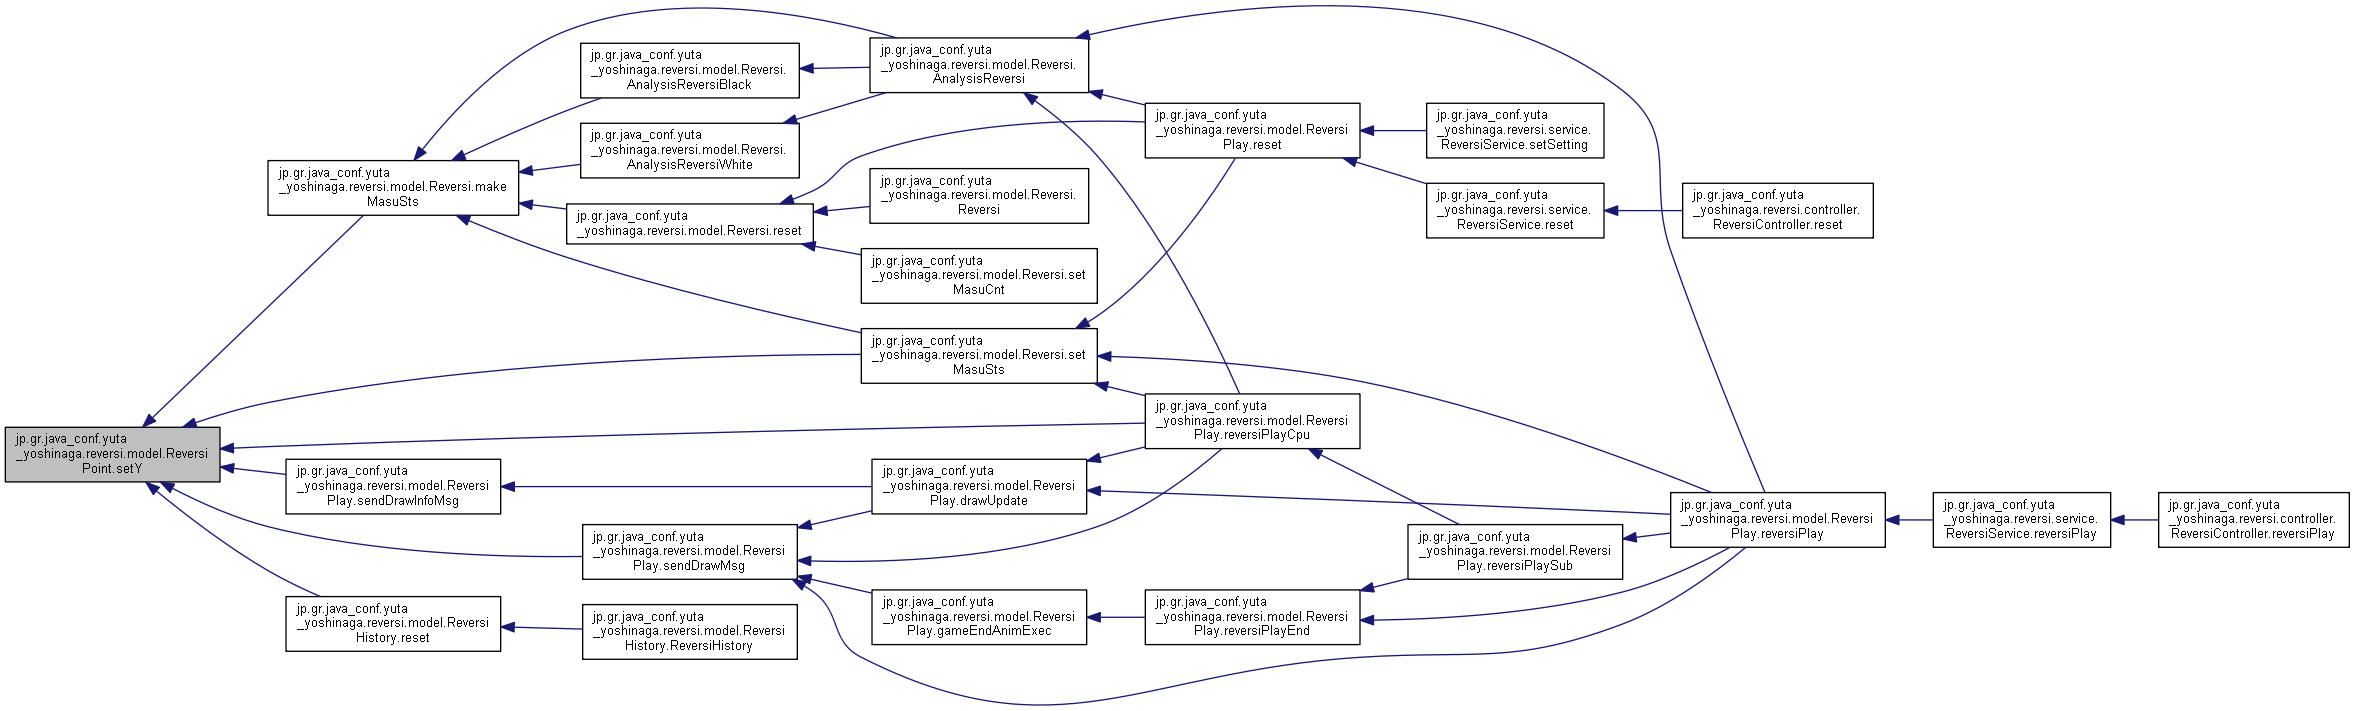 jp.gr.java_conf.yuta
_yoshinaga.reversi.model.Reversi
Point.setY
jp.gr.java_conf.yuta
_yoshinaga.reversi.model.Reversi.make
MasuSts
jp.gr.java_conf.yuta
_yoshinaga.reversi.model.Reversi
Play.sendDrawInfoMsg
jp.gr.java_conf.yuta
_yoshinaga.reversi.model.Reversi
History.reset
jp.gr.java_conf.yuta
_yoshinaga.reversi.model.Reversi.
AnalysisReversiBlack
jp.gr.java_conf.yuta
_yoshinaga.reversi.model.Reversi.
AnalysisReversiWhite
jp.gr.java_conf.yuta
_yoshinaga.reversi.model.Reversi.reset
jp.gr.java_conf.yuta
_yoshinaga.reversi.model.Reversi
Play.sendDrawMsg
jp.gr.java_conf.yuta
_yoshinaga.reversi.model.Reversi
History.ReversiHistory
jp.gr.java_conf.yuta
_yoshinaga.reversi.model.Reversi.
AnalysisReversi
jp.gr.java_conf.yuta
_yoshinaga.reversi.model.Reversi.
Reversi
jp.gr.java_conf.yuta
_yoshinaga.reversi.model.Reversi.set
MasuCnt
jp.gr.java_conf.yuta
_yoshinaga.reversi.model.Reversi.set
MasuSts
jp.gr.java_conf.yuta
_yoshinaga.reversi.model.Reversi
Play.drawUpdate
jp.gr.java_conf.yuta
_yoshinaga.reversi.model.Reversi
Play.gameEndAnimExec
jp.gr.java_conf.yuta
_yoshinaga.reversi.model.Reversi
Play.reset
jp.gr.java_conf.yuta
_yoshinaga.reversi.model.Reversi
Play.reversiPlayCpu
jp.gr.java_conf.yuta
_yoshinaga.reversi.model.Reversi
Play.reversiPlayEnd
jp.gr.java_conf.yuta
_yoshinaga.reversi.service.
ReversiService.setSetting
jp.gr.java_conf.yuta
_yoshinaga.reversi.service.
ReversiService.reset
jp.gr.java_conf.yuta
_yoshinaga.reversi.model.Reversi
Play.reversiPlaySub
jp.gr.java_conf.yuta
_yoshinaga.reversi.controller.
ReversiController.reset
jp.gr.java_conf.yuta
_yoshinaga.reversi.model.Reversi
Play.reversiPlay
jp.gr.java_conf.yuta
_yoshinaga.reversi.service.
ReversiService.reversiPlay
jp.gr.java_conf.yuta
_yoshinaga.reversi.controller.
ReversiController.reversiPlay